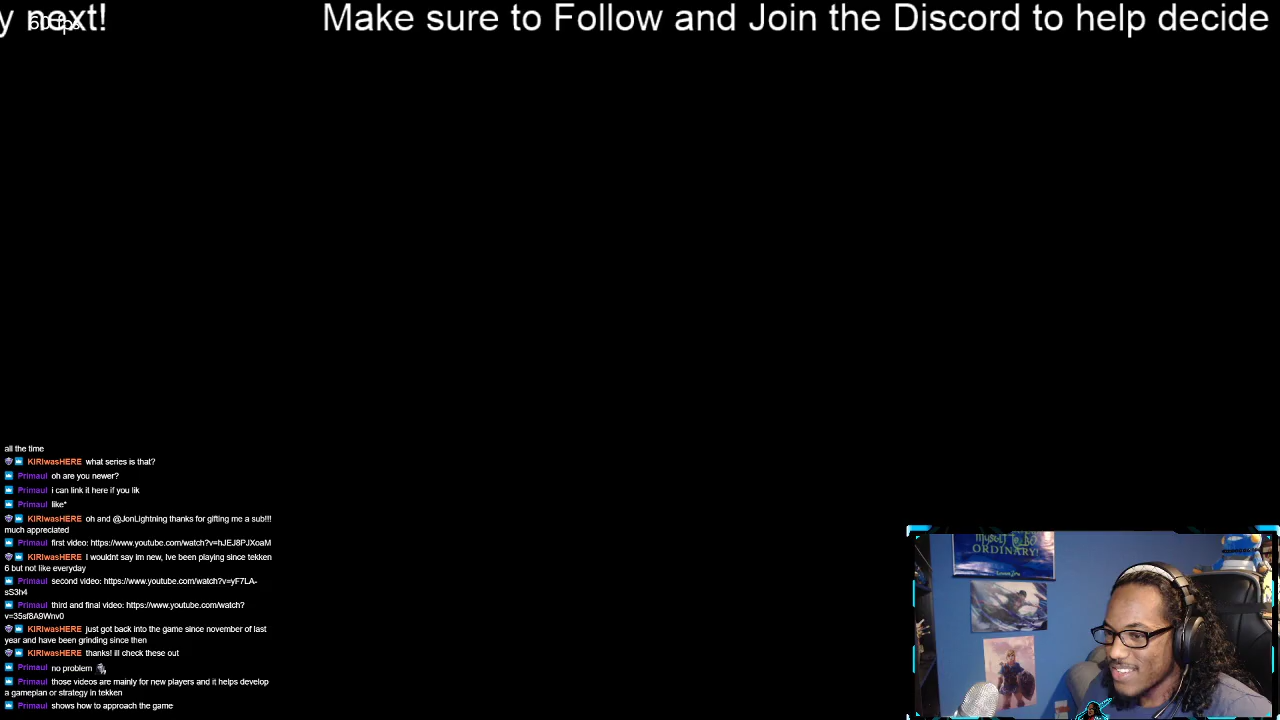 y next! Make sure to Follow and Join the Discord to help decide
60 fps
all the time
KIRIwasHERE what series is that?
Primaul oh are you newer?
Primaul i can link it here if you lik
Primaul like*
KIRIwasHERE oh and @JonLightning thanks for gifting me a sub!!!
much appreciated
Primaul first video: https://www.youtube.com/watch?v=hJEJ8PJXoaM
KIRIwasHERE I wouldnt say im new, Ive been playing since tekken
6 but not like everyday
Primaul second video: https://www.youtube.com/watch?v=yF7LA-
sS3h4
Primaul third and final video: https://www.youtube.com/watch?
v=35sf8A9Wnv0
KIRIwasHERE just got back into the game since november of last
year and have been grinding since then
KIRIwasHERE thanks! ill check these out
Primaul no problem
Primaul those videos are mainly for new players and it helps develop
a gameplan or strategy in tekken
Primaul shows how to approach the game
myself to BO
ORDINARY!